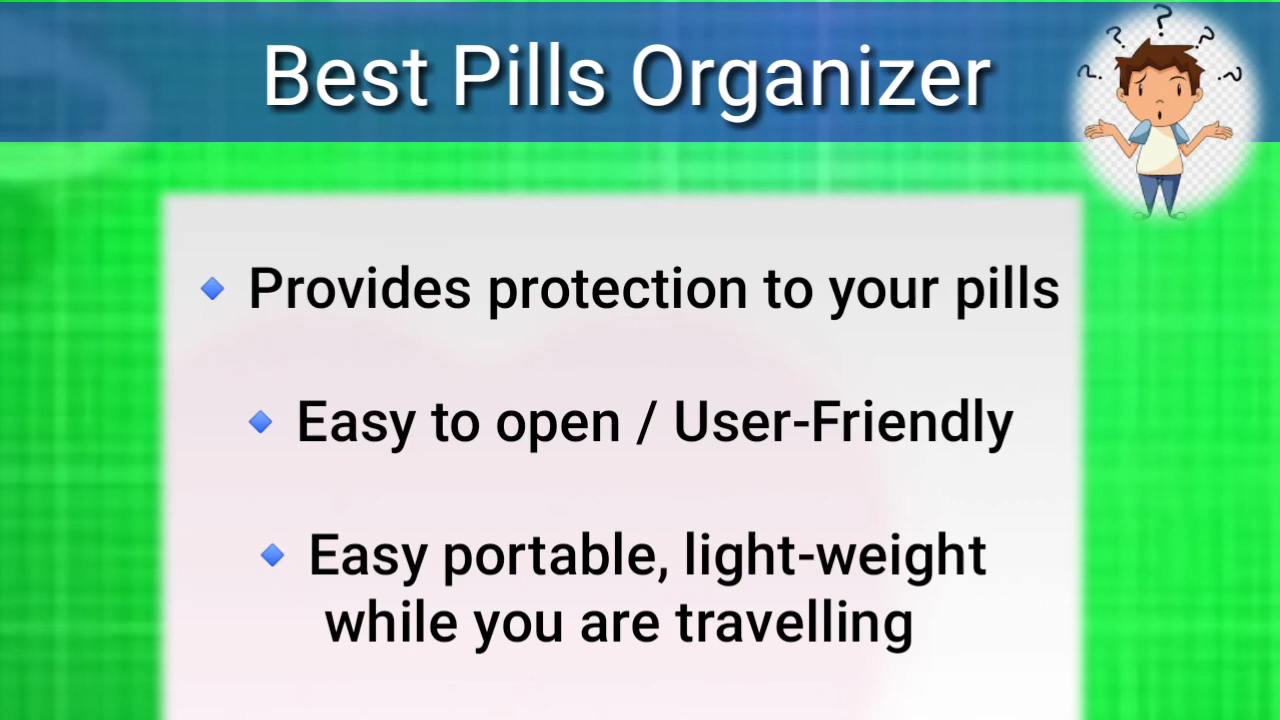 Best Pills Organizer
🔹 Provides protection to your pills
🔹 Easy to open / User-Friendly
🔹 Easy portable, light-weight
while you are travelling